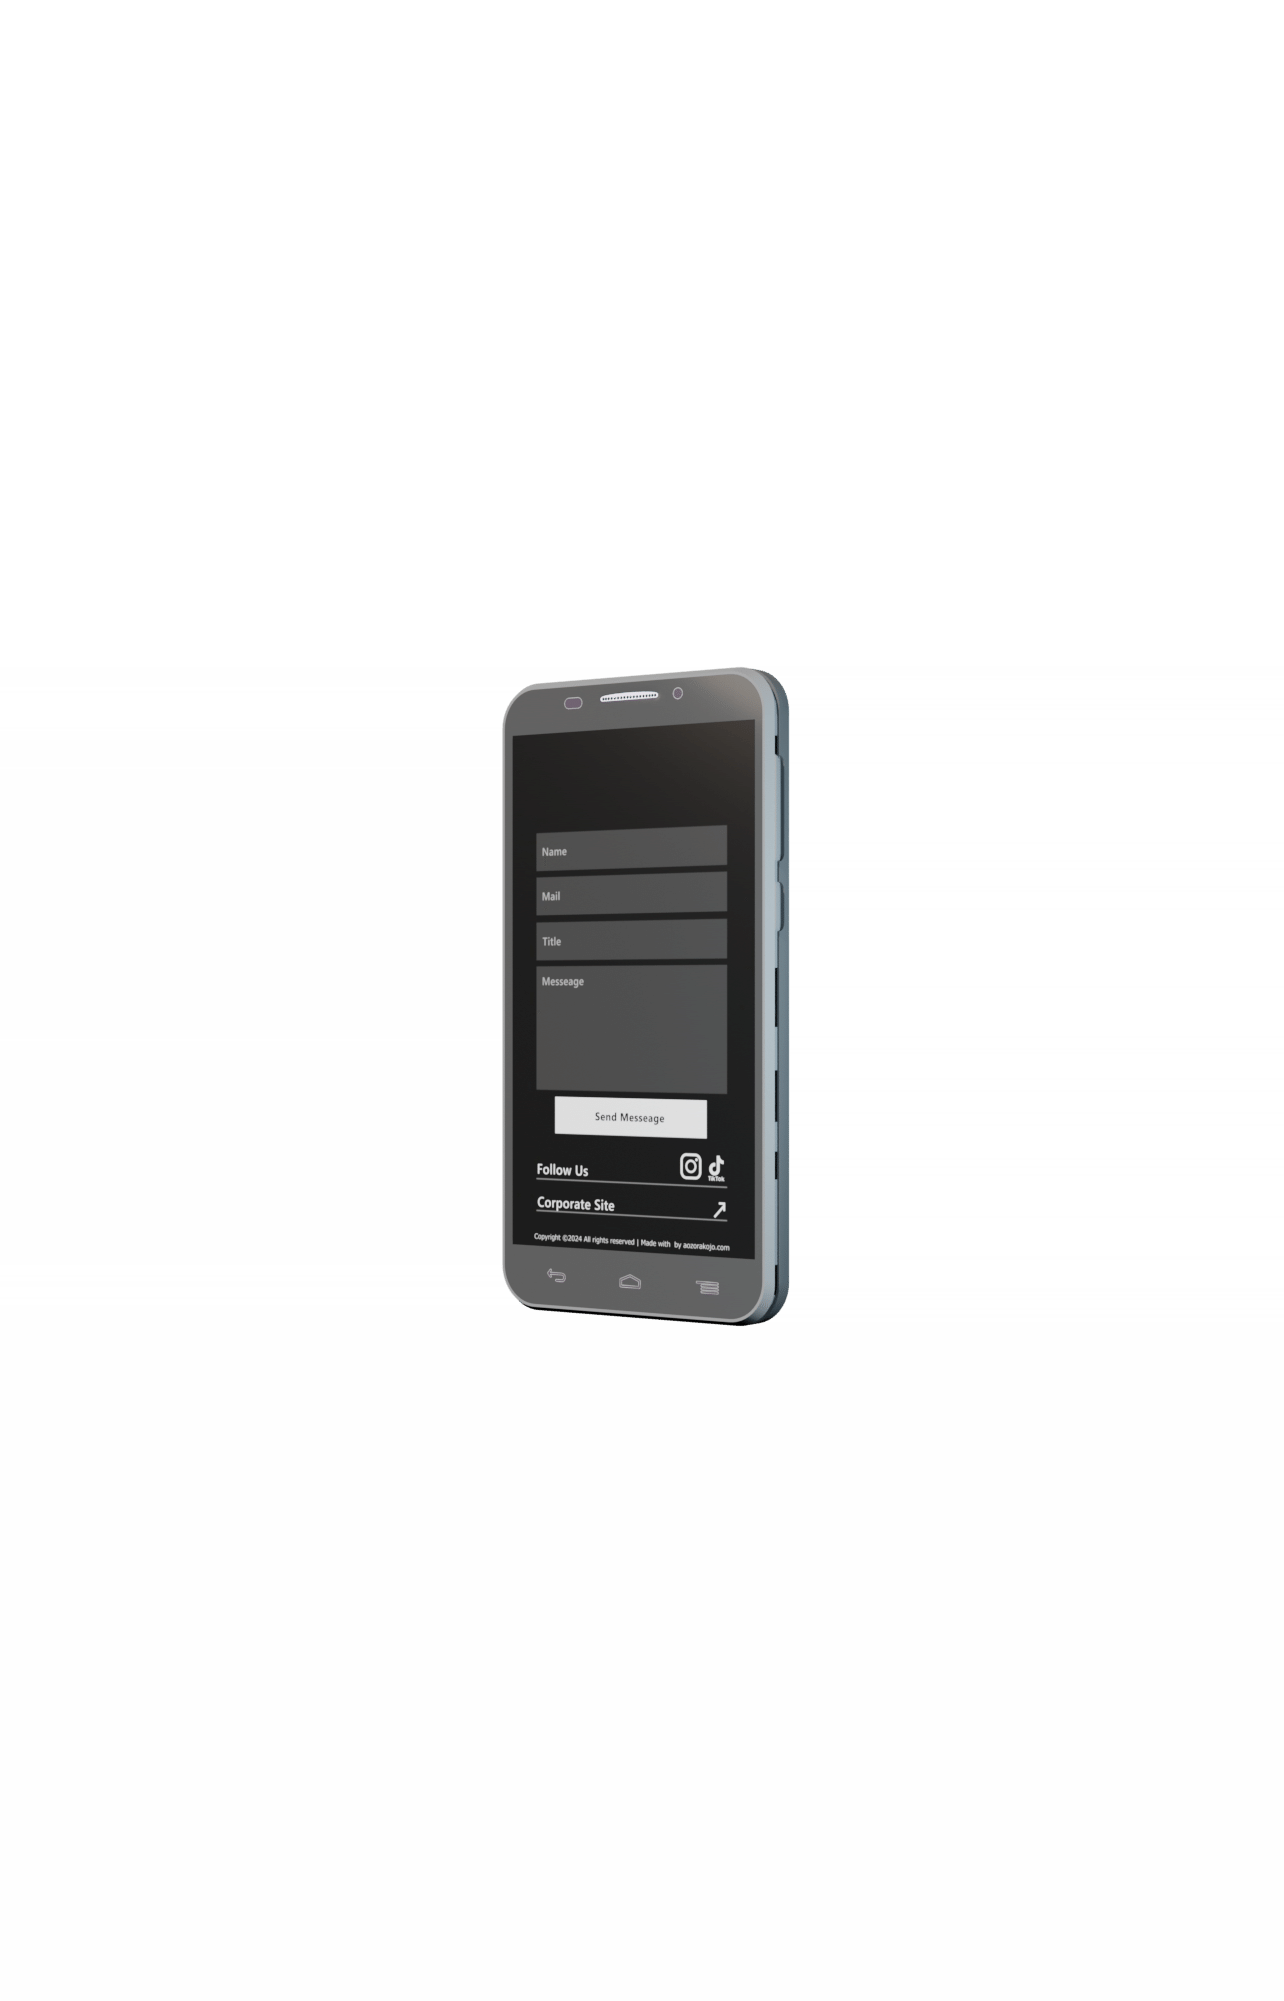 Name
Mail
Title
Messeage
Send Messeage
Follow Us
TikTok
Corporate Site
Copyright ©2024 All rights reserved | Made with by aozorakojo.com